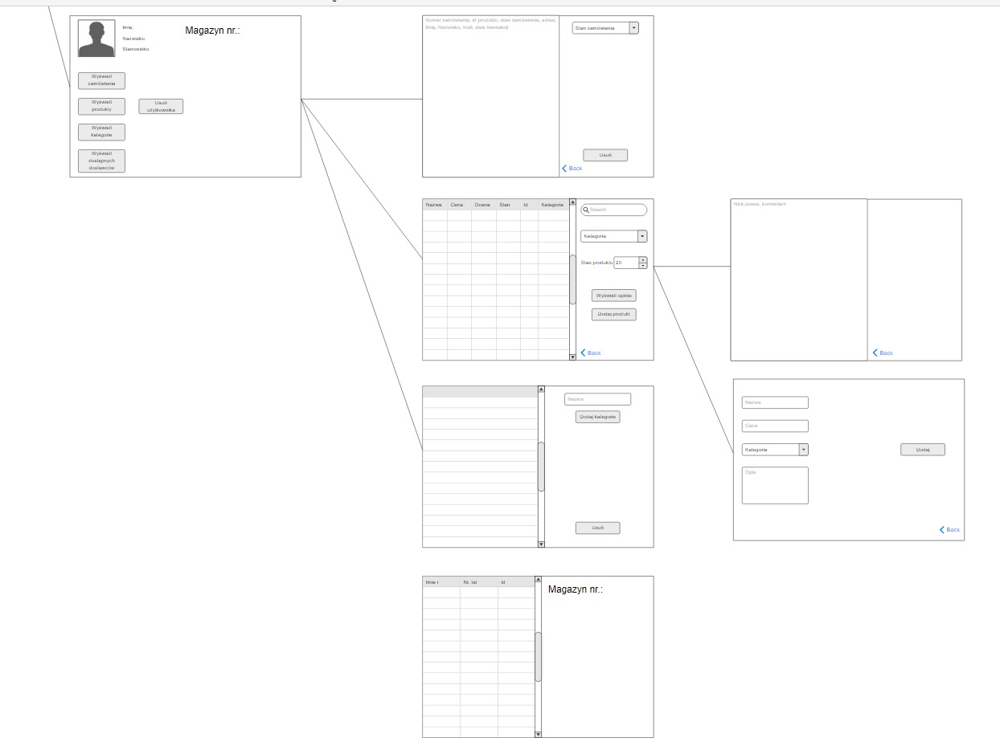 Imię:
Nazwisko:
Stanowisko:
Magazyn nr.:
Wyświetl
zamówienia
Wyświetl
produkty
Usuń
użytkownika
Wyświetl
kategorie
Wyświetl
dostępnych
dostawców
Numer zamówienia, id produktu, stan zamówienia, adres,
Imię, Nazwisko, mail, data transakcji
Stan zamówienia
Usuń
Back
Nazwa Cena Ocena Stan Id Kategoria
Search
Kategoria
Stan produktu 20
Wyświetl opinie
Dodaj produkt
Back
Nick,ocena, komentarz
Back
Nazwa
Dodaj kategorie
Usuń
Nazwa
Cena
Kategoria
Opis
Dodaj
Back
Imie i Nr. tel id
Magazyn nr.: